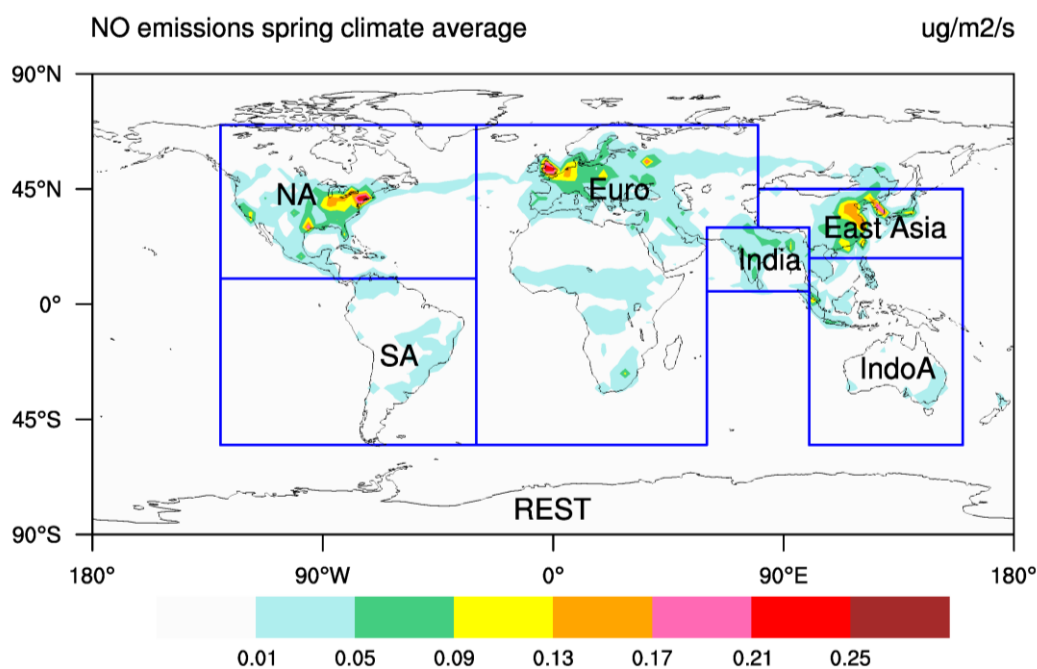 NO emissions spring climate average ug/m2/s
90°N
45°N
NA Euro
East Asia
India
0°
SA IndoA
45°S
REST
90°S
180° 90°W 0° 90°E 180°
0.01 0.05 0.09 0.13 0.17 0.21 0.25